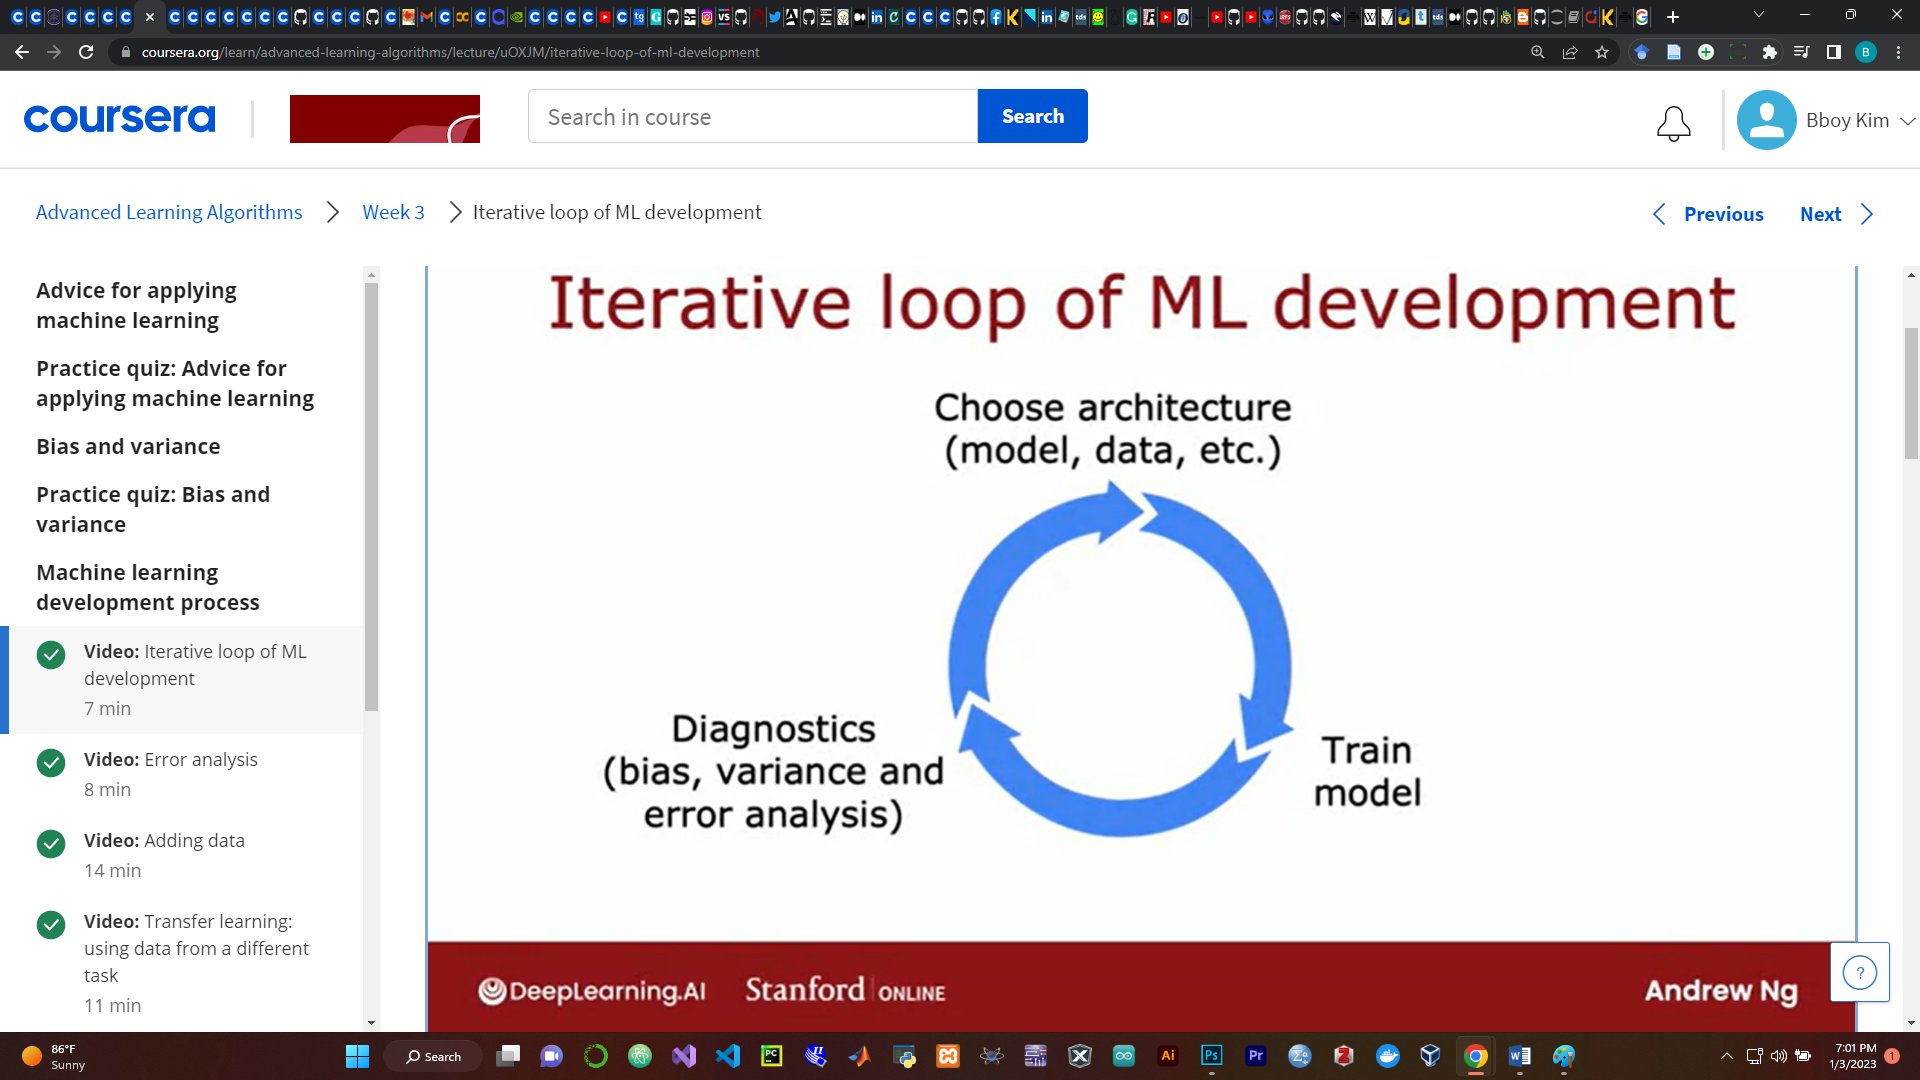 coursera.org/learn/advanced-learning-algorithms/lecture/uOXJM/iterative-loop-of-ml-development
B
coursera
Search in course
Search
Bboy Kim
Advanced Learning Algorithms
Week 3
Iterative loop of ML development
Previous
Next
Advice for applying
machine learning
Practice quiz: Advice for
applying machine learning
Bias and variance
Practice quiz: Bias and
variance
Machine learning
development process
Video: Iterative loop of ML
development
7 min
Video: Error analysis
8 min
Video: Adding data
14 min
Video: Transfer learning:
using data from a different
task
11 min
Iterative loop of ML development
Choose architecture
(model, data, etc.)
Train
model
Diagnostics
(bias, variance and
error analysis)
DeepLearning.AI
Stanford ONLINE
Andrew Ng
?
86°F
Sunny
Search
7:01 PM
1/3/2023
1